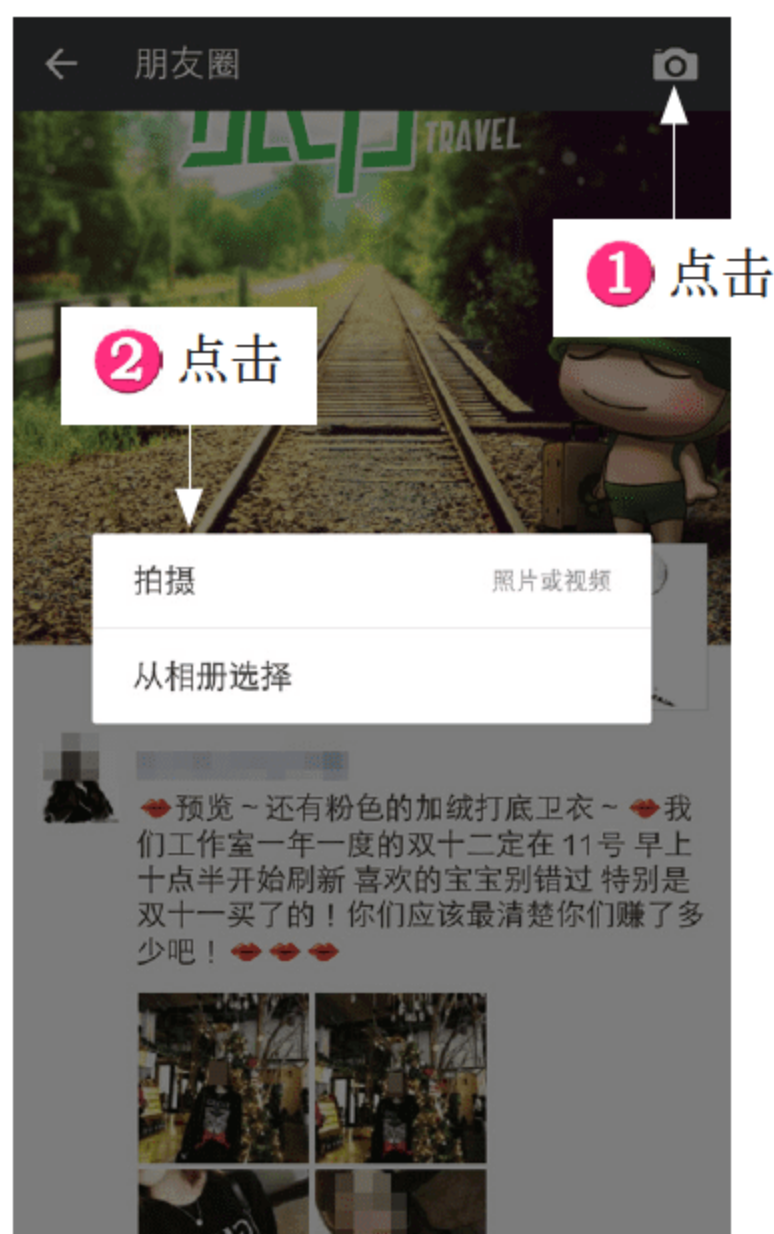 朋友圈
TRAVEL
❶ 点击
❷ 点击
拍摄 照片或视频
从相册选择
预览～还有粉色的加绒打底卫衣～ 我
们工作室一年一度的双十二定在 11号 早上
十点半开始刷新 喜欢的宝宝别错过 特别是
双十一买了的！你们应该最清楚你们赚了多
少吧！